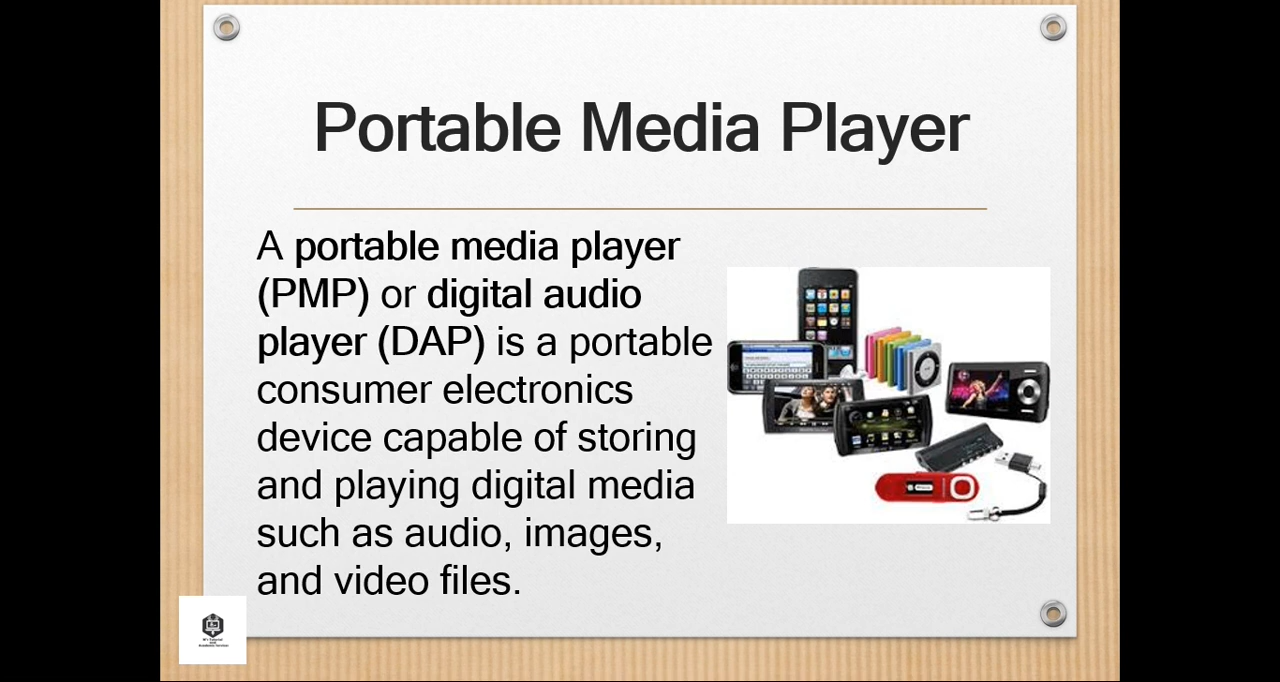 Portable Media Player
A portable media player
(PMP) or digital audio
player (DAP) is a portable
consumer electronics
device capable of storing
and playing digital media
such as audio, images,
and video files.